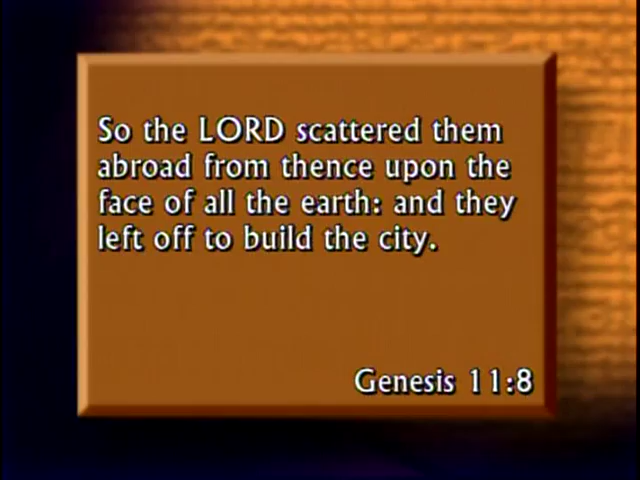 So the LORD scattered them
abroad from thence upon the
face of all the earth: and they
left off to build the city.
Genesis 11:8